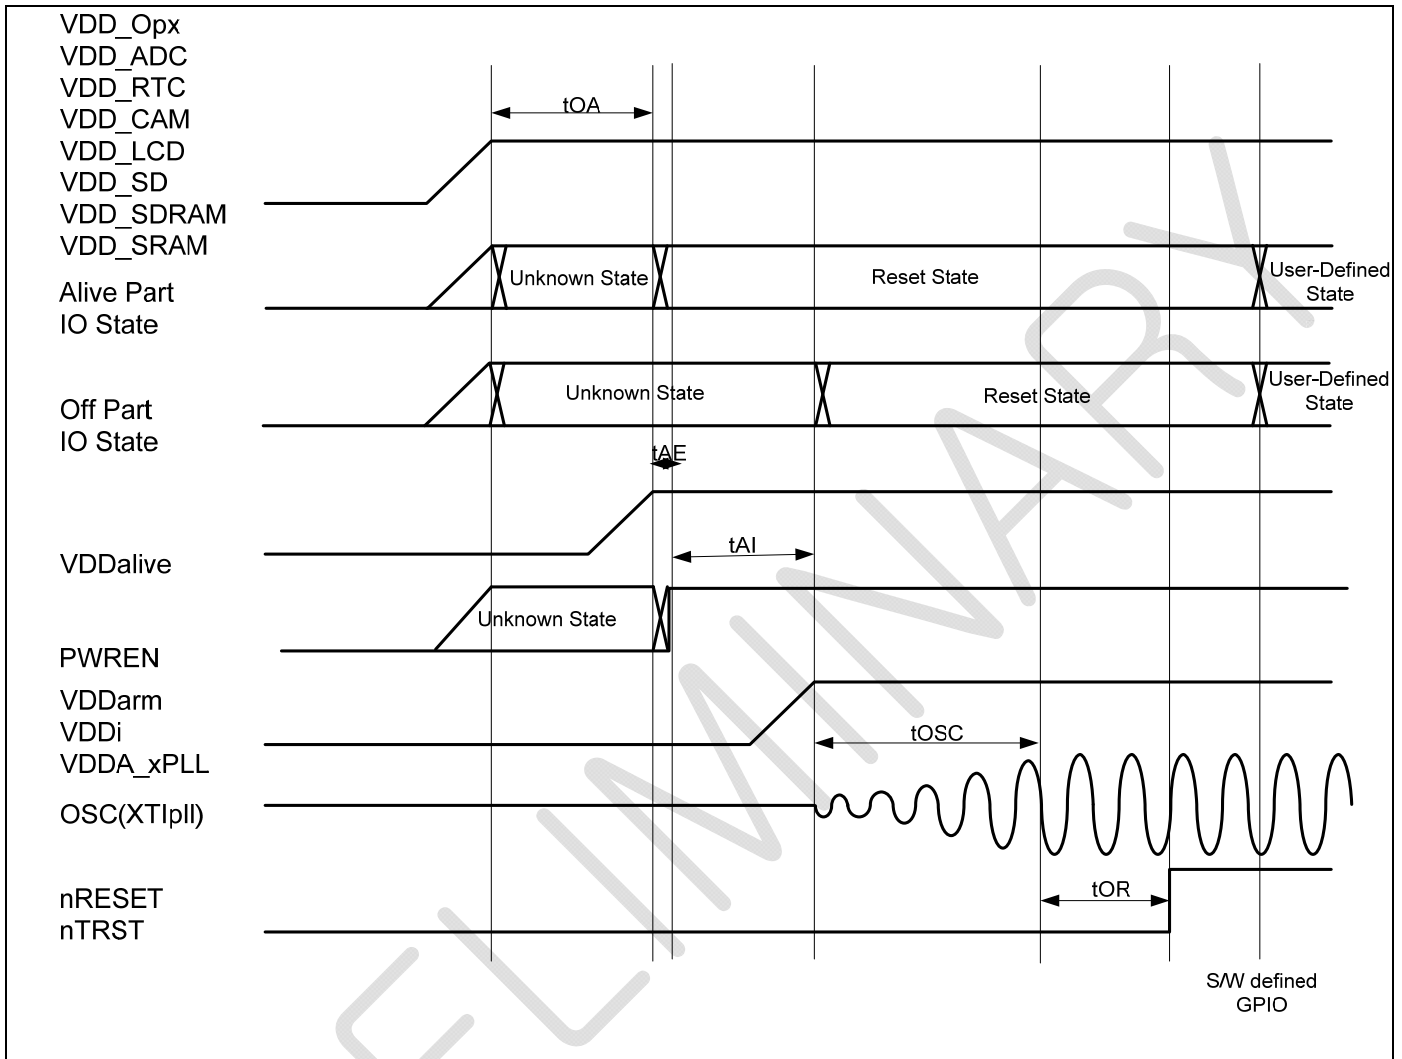 VDD_Opx
VDD_ADC
VDD_RTC
VDD_CAM
VDD_LCD
VDD_SD
VDD_SDRAM
VDD_SRAM
tOA
Alive Part
IO State
Unknown State
Reset State
User-Defined
State
Off Part
IO State
Unknown State
Reset State
User-Defined
State
tAE
VDDalive
tAI
PWREN
Unknown State
VDDarm
VDDi
VDDA_xPLL
tOSC
OSC(XTIpll)
nRESET
nTRST
tOR
S/W defined
GPIO
ELIMINARY